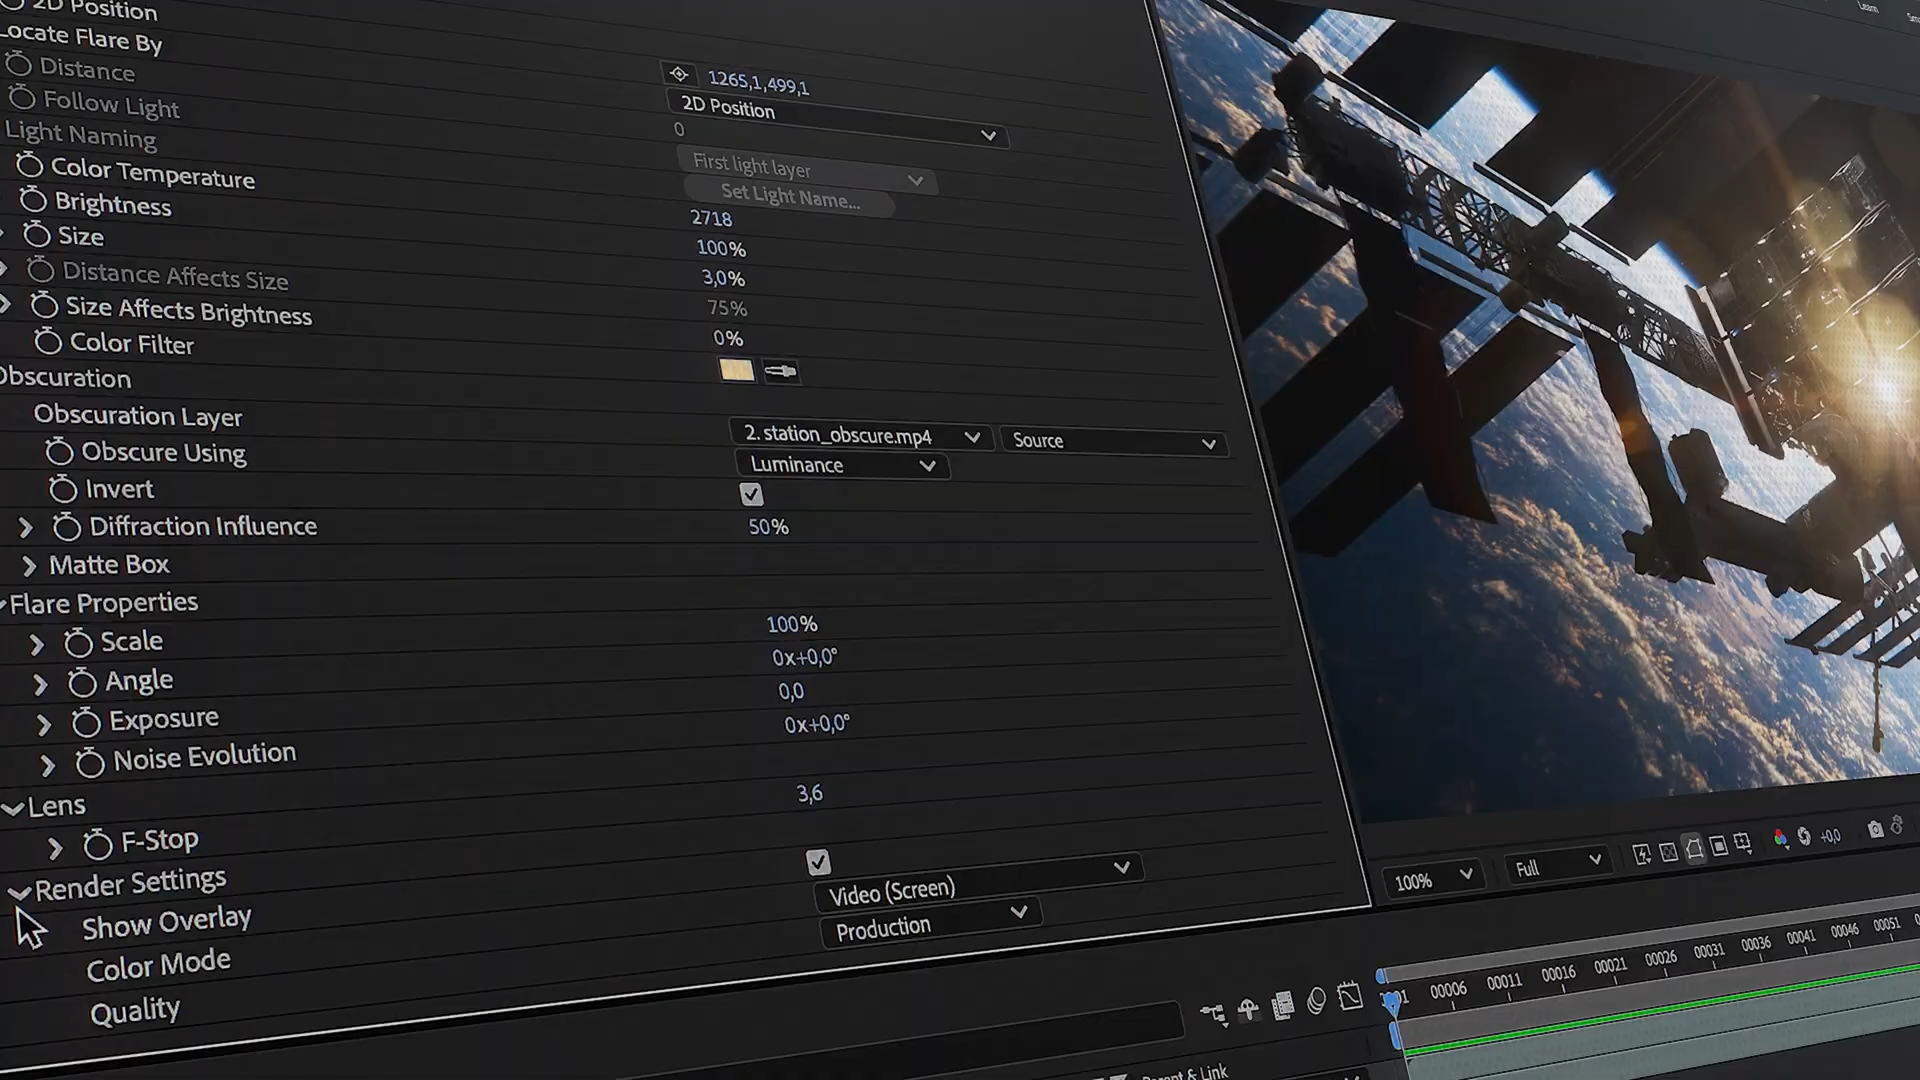 2D Position
Locate Flare By
1265,1,499,1
Distance
2D Position
Follow Light
0
Light Naming
First light layer
Color Temperature
Set Light Name...
Brightness
2718
Size
100%
Distance Affects Size
3,0%
Size Affects Brightness
75%
Color Filter
0%
Obscuration
Obscuration Layer
2. station_obscure.mp4
Source
Obscure Using
Luminance
Invert
Diffraction Influence
50%
Matte Box
Flare Properties
Scale
100%
Angle
0x+0,0°
Exposure
0,0
Noise Evolution
0x+0,0°
Lens
F-Stop
3,6
Render Settings
Show Overlay
Color Mode
Video (Screen)
Quality
Production
Learn
100%
Full
+0,0
00006 00011 00016 00021 00026 00031 00036 00041 00046 00051
& Link